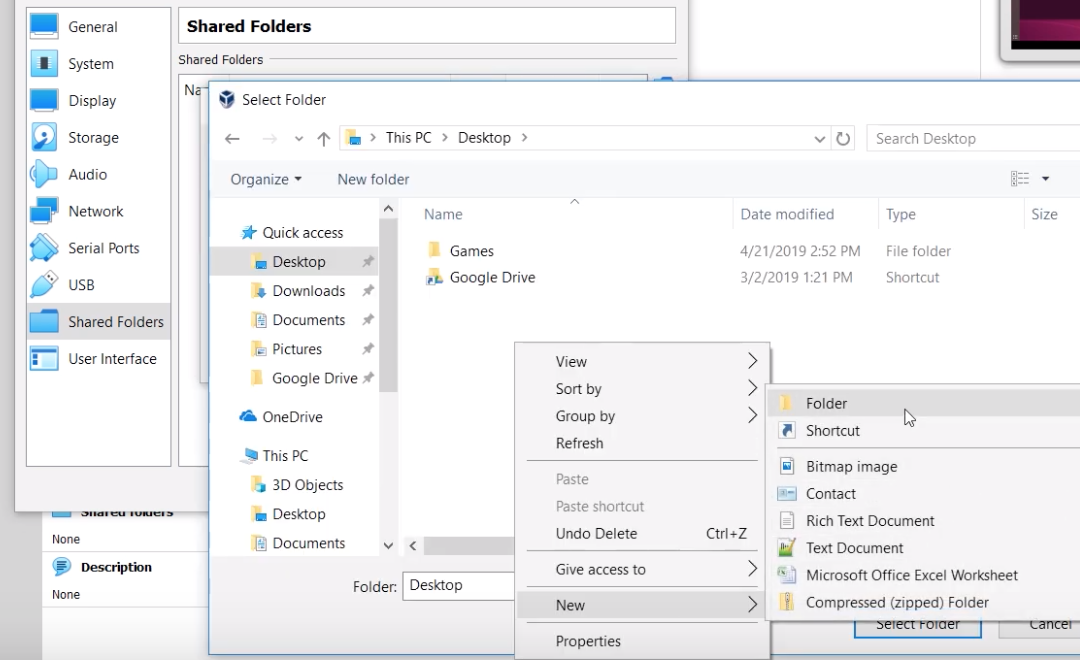 General
System
Display
Storage
Audio
Network
Serial Ports
USB
Shared Folders
User Interface
Shared Folders
Shared Folders
Select Folder
This PC > Desktop >
Search Desktop
Organize
New folder
Name
Date modified
Type
Size
Games 4/21/2019 2:52 PM File folder
Google Drive 3/2/2019 1:21 PM Shortcut
Quick access
Desktop
Downloads
Documents
Pictures
Google Drive
OneDrive
This PC
3D Objects
Desktop
Documents
Folder: Desktop
View
Sort by
Group by
Refresh
Paste
Paste shortcut
Undo Delete Ctrl+Z
Give access to
New
Properties
Folder
Shortcut
Bitmap image
Contact
Rich Text Document
Text Document
Microsoft Office Excel Worksheet
Compressed (zipped) Folder
Select Folder
Cancel
Shared folders
None
Description
None